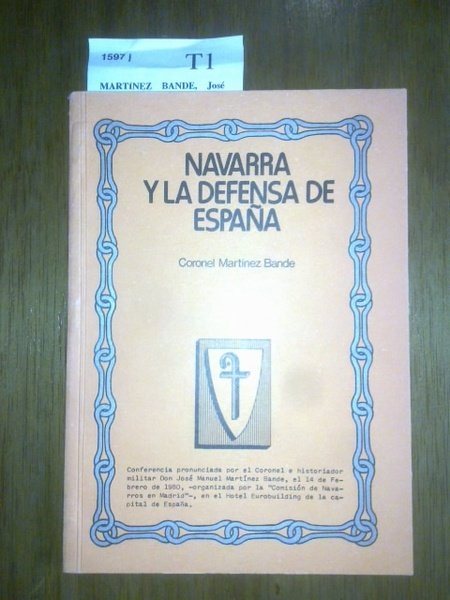 1597 J T1
MARTINEZ BANDE, José
NAVARRA
Y LA DEFENSA DE
ESPAÑA
Coronel Martínez Bande
Conferencia pronunciada por el Coronel e historiador
militar Don José Manuel Martínez Bande, el 14 de Fe-
brero de 1980, -organizada por la "Comisión de Nava-
rros en Madrid"-, en el Hotel Eurobuilding de la ca-
pital de España.